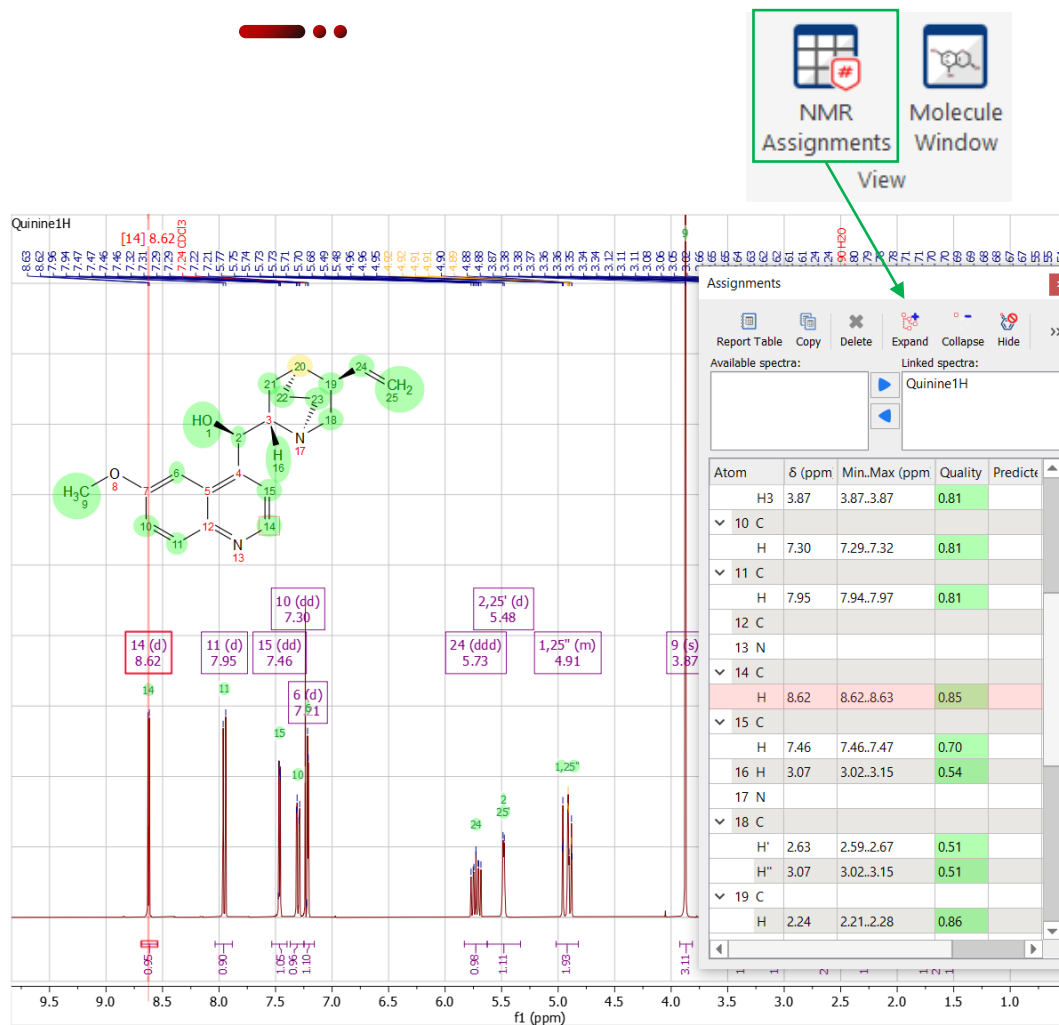 NMR
Assignments
Molecule
Window
View
Quinine1H
[14] 8.62
7.24 CDCl3
90 H2O
9
Assignments
Report Table Copy Delete Expand Collapse Hide
Available spectra: Linked spectra:
Quinine1H
Atom δ (ppm Min..Max (ppm Quality Predicte
H3 3.87 3.87..3.87 0.81
10 C
H 7.30 7.29..7.32 0.81
11 C
H 7.95 7.94..7.97 0.81
12 C
13 N
14 C
H 8.62 8.62..8.63 0.85
15 C
H 7.46 7.46..7.47 0.70
16 H 3.07 3.02..3.15 0.54
17 N
18 C
H' 2.63 2.59..2.67 0.51
H" 3.07 3.02..3.15 0.51
19 C
H 2.24 2.21..2.28 0.86
20 24
21 19 CH2
22 23 25
HO 3 18
1 2 N
H 17
16
O 4
H3C 8 7 6 5 15
9
10 12 14
11 N
13
10 (dd)
7.30
2,25' (d)
5.48
14 (d)
8.62
11 (d)
7.95
15 (dd)
7.46
24 (ddd)
5.73
1,25" (m)
4.91
9 (s)
3.87
6 (d)
7.21
14 11 15 10 6 24 2 1,25"
25'
0.95 0.90 1.05 0.96 1.10 0.98 1.11 1.93 3.11
9.5 9.0 8.5 8.0 7.5 7.0 6.5 6.0 5.5 5.0 4.5 4.0 3.5 3.0 2.5 2.0 1.5 1.0
f1 (ppm)